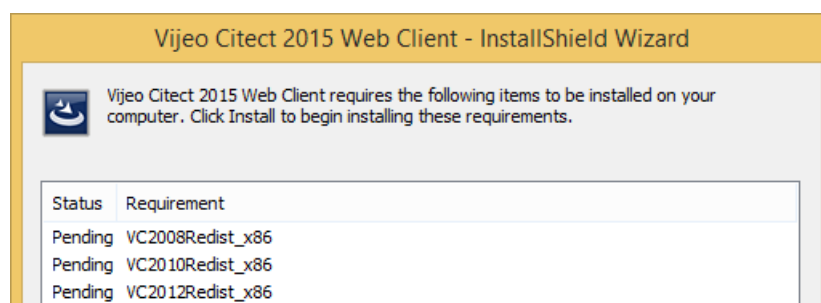 Vijeo Citect 2015 Web Client - InstallShield Wizard
Vijeo Citect 2015 Web Client requires the following items to be installed on your
computer. Click Install to begin installing these requirements.
Status Requirement
Pending VC2008Redist_x86
Pending VC2010Redist_x86
Pending VC2012Redist_x86